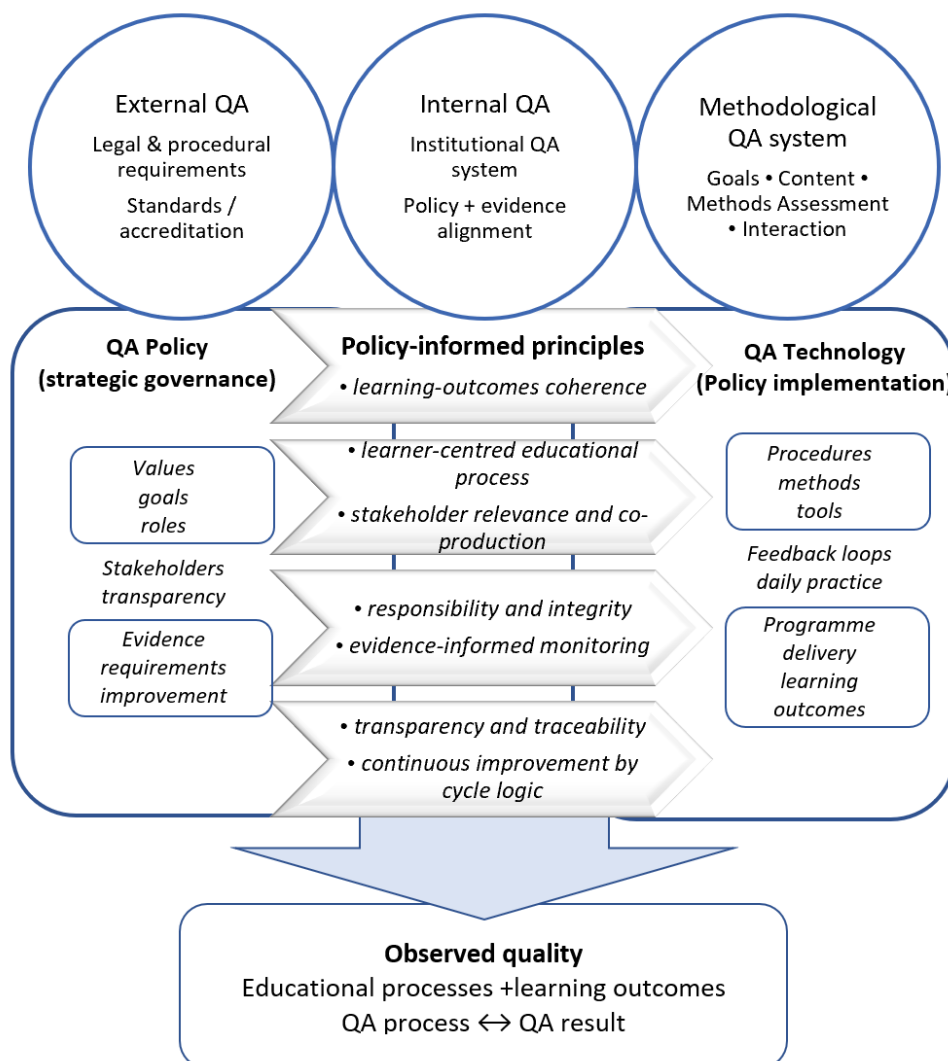 External QA
Legal & procedural
requirements
Standards /
accreditation
Internal QA
Institutional QA
system
Policy + evidence
alignment
Methodological
QA system
Goals • Content •
Methods Assessment
• Interaction
QA Policy
(strategic governance)
Values
goals
roles
Stakeholders
transparency
Evidence
requirements
improvement
Policy-informed principles
• learning-outcomes coherence
• learner-centred educational
process
• stakeholder relevance and co-
production
• responsibility and integrity
• evidence-informed monitoring
• transparency and traceability
• continuous improvement by
cycle logic
QA Technology
(Policy implementation)
Procedures
methods
tools
Feedback loops
daily practice
Programme
delivery
learning
outcomes
Observed quality
Educational processes +learning outcomes
QA process ↔ QA result